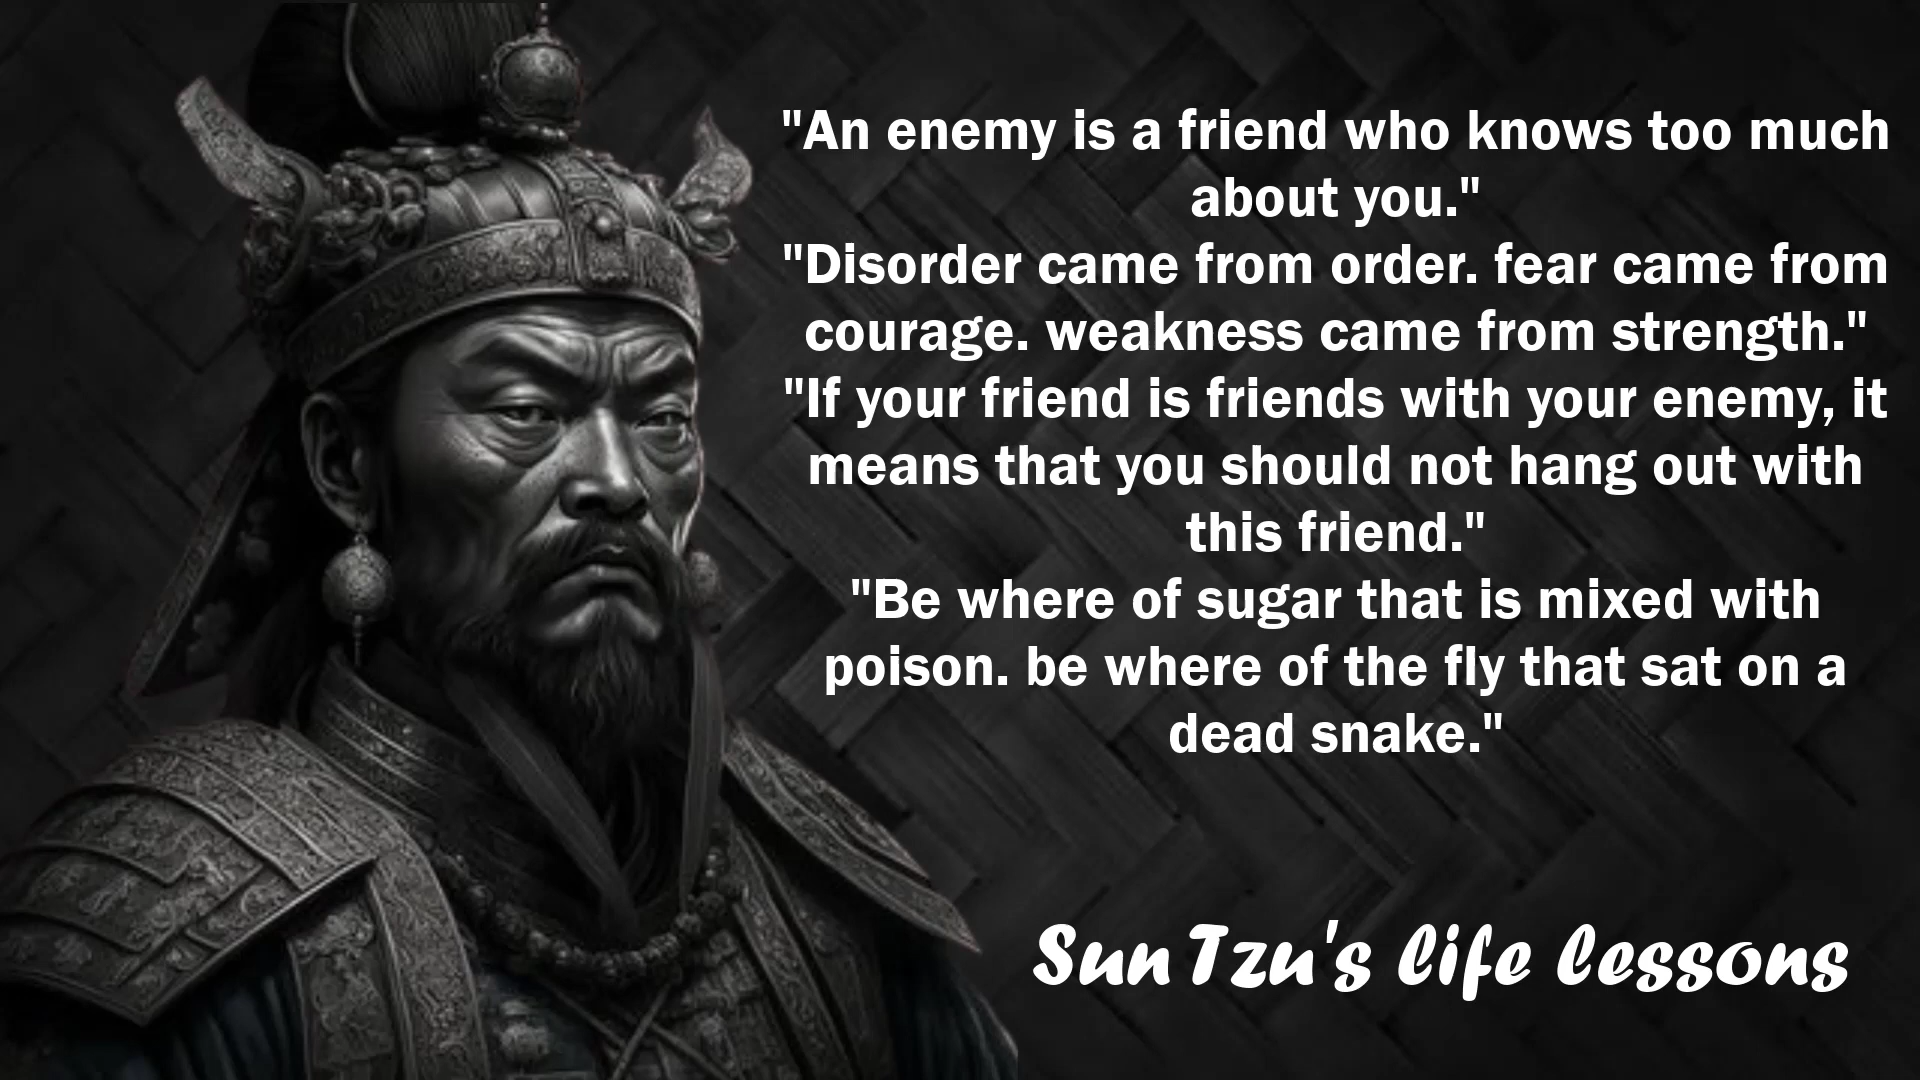 "An enemy is a friend who knows too much
about you."
"Disorder came from order. fear came from
courage. weakness came from strength."
"If your friend is friends with your enemy, it
means that you should not hang out with
this friend."
"Be where of sugar that is mixed with
poison. be where of the fly that sat on a
dead snake."
Sun Tzu's life lessons